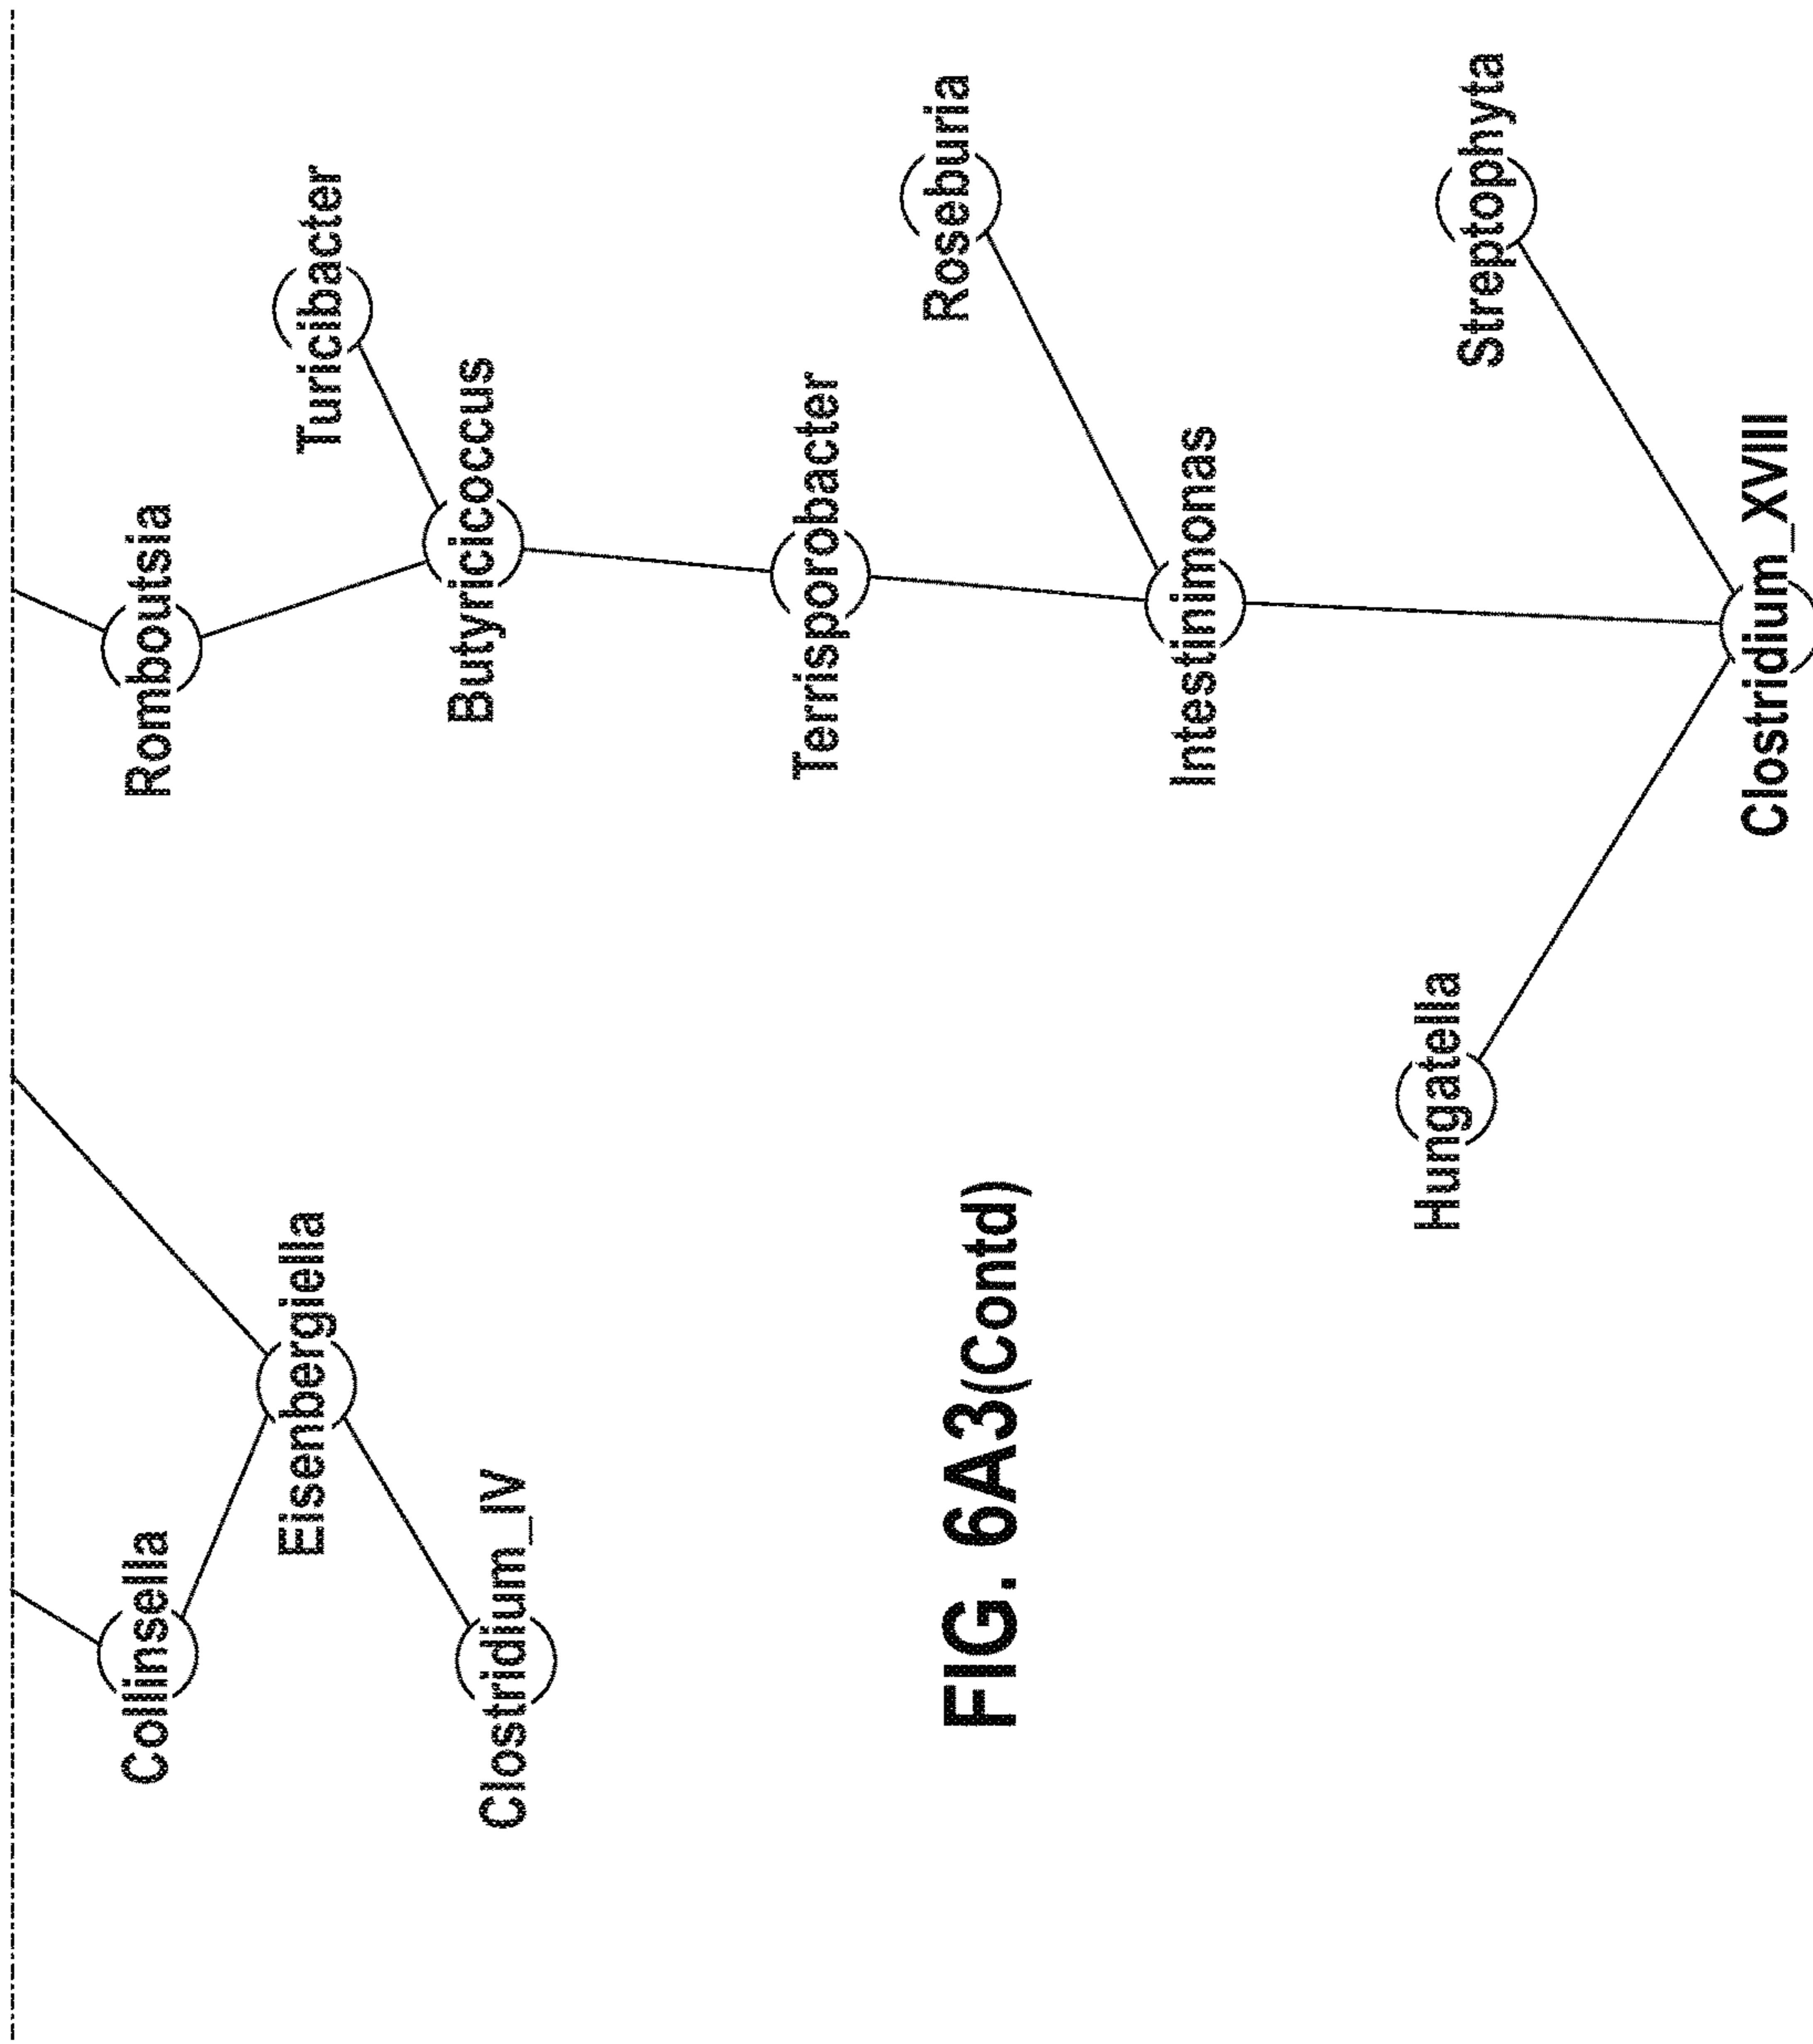 Collinsella
Eisenbergiella
Clostridium_IV
Romboutsia
Turicibacter
Butyricicoccus
Terrisporobacter
Roseburia
Intestinimonas
Hungatella
Streptophyta
Clostridium_XVIII
FIG. 6A3(Contd)